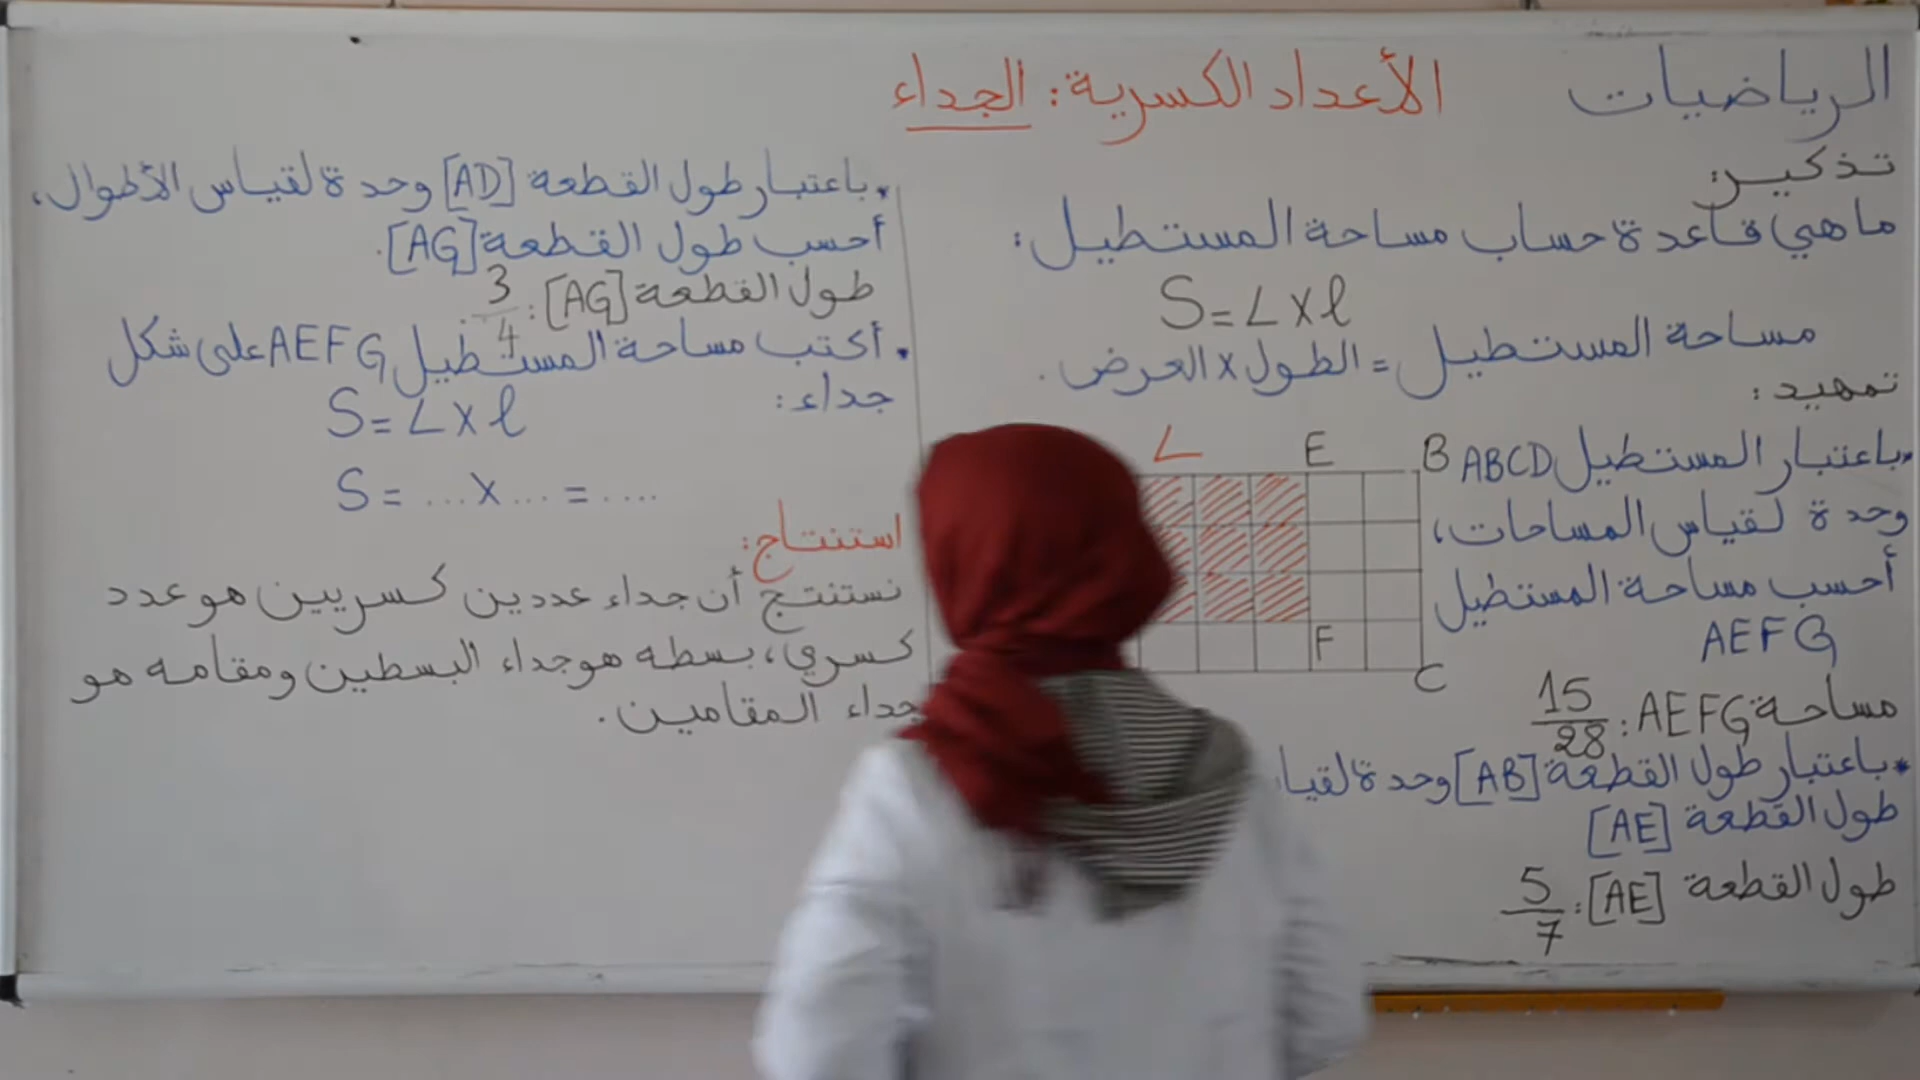 الرياضيات
الأعداد الكسرية: الجداء
تذكير:
ما هي قاعدة حساب مساحة المستطيل:
S = L x l
مساحة المستطيل = الطول x العرض.
تمهيد:
باعتبار المستطيل ABCD
وحدة لقياس المساحات،
أحسب مساحة المستطيل
AEFG
L
E
B
F
C
مساحة AEFG: 15/28
* باعتبار طول القطعة [AB] وحدة
طول القطعة [AE]
طول القطعة [AE]: 5/7
. باعتبار طول القطعة [AD] وحدة لقياس الأطوال،
أحسب طول القطعة [AG].
طول القطعة [AG]: 3/4
. أكتب مساحة المستطيل AEFG على شكل
جداء:
S = L x l
S = ... x ... = ....
استنتاج:
نستنتج أن جداء عددين كسريين هو عدد
كسري، بسطه هو جداء البسطين ومقامه هو
جداء المقامين.